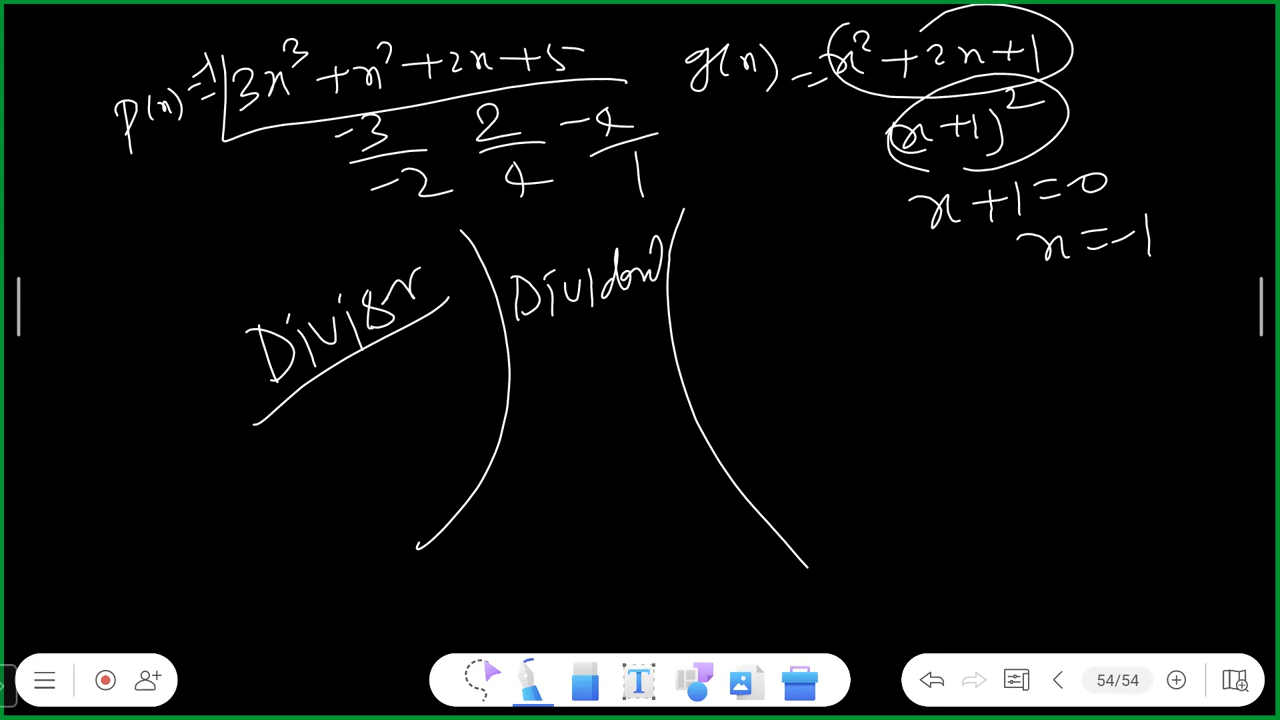 p(x) = -1 | 3x³ + x² + 2x + 5
-3 2 -4
-2 4 1
g(x) = x² + 2x + 1
(x + 1)²
x + 1 = 0
x = -1
Divisor
Dividend
T
54/54